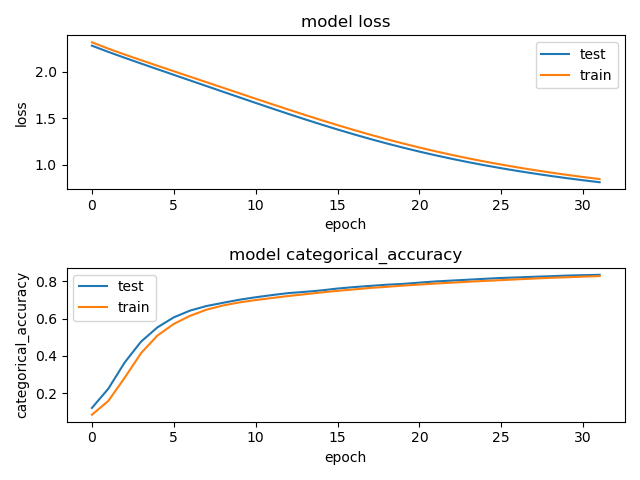 model loss
2.0
1.5
1.0
loss
test
train
0 5 10 15 20 25 30
epoch
model categorical_accuracy
0.8
0.6
0.4
0.2
categorical_accuracy
test
train
0 5 10 15 20 25 30
epoch